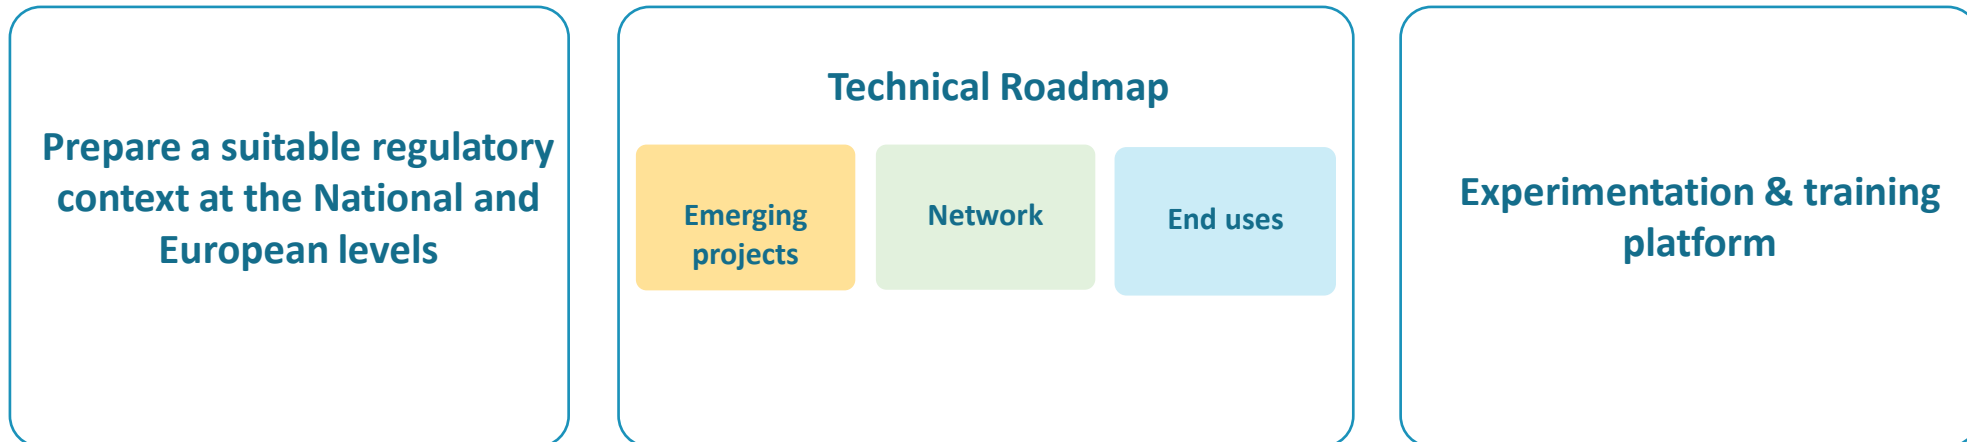 Prepare a suitable regulatory
context at the National and
European levels
Technical Roadmap
Emerging
projects
Network
End uses
Experimentation & training
platform